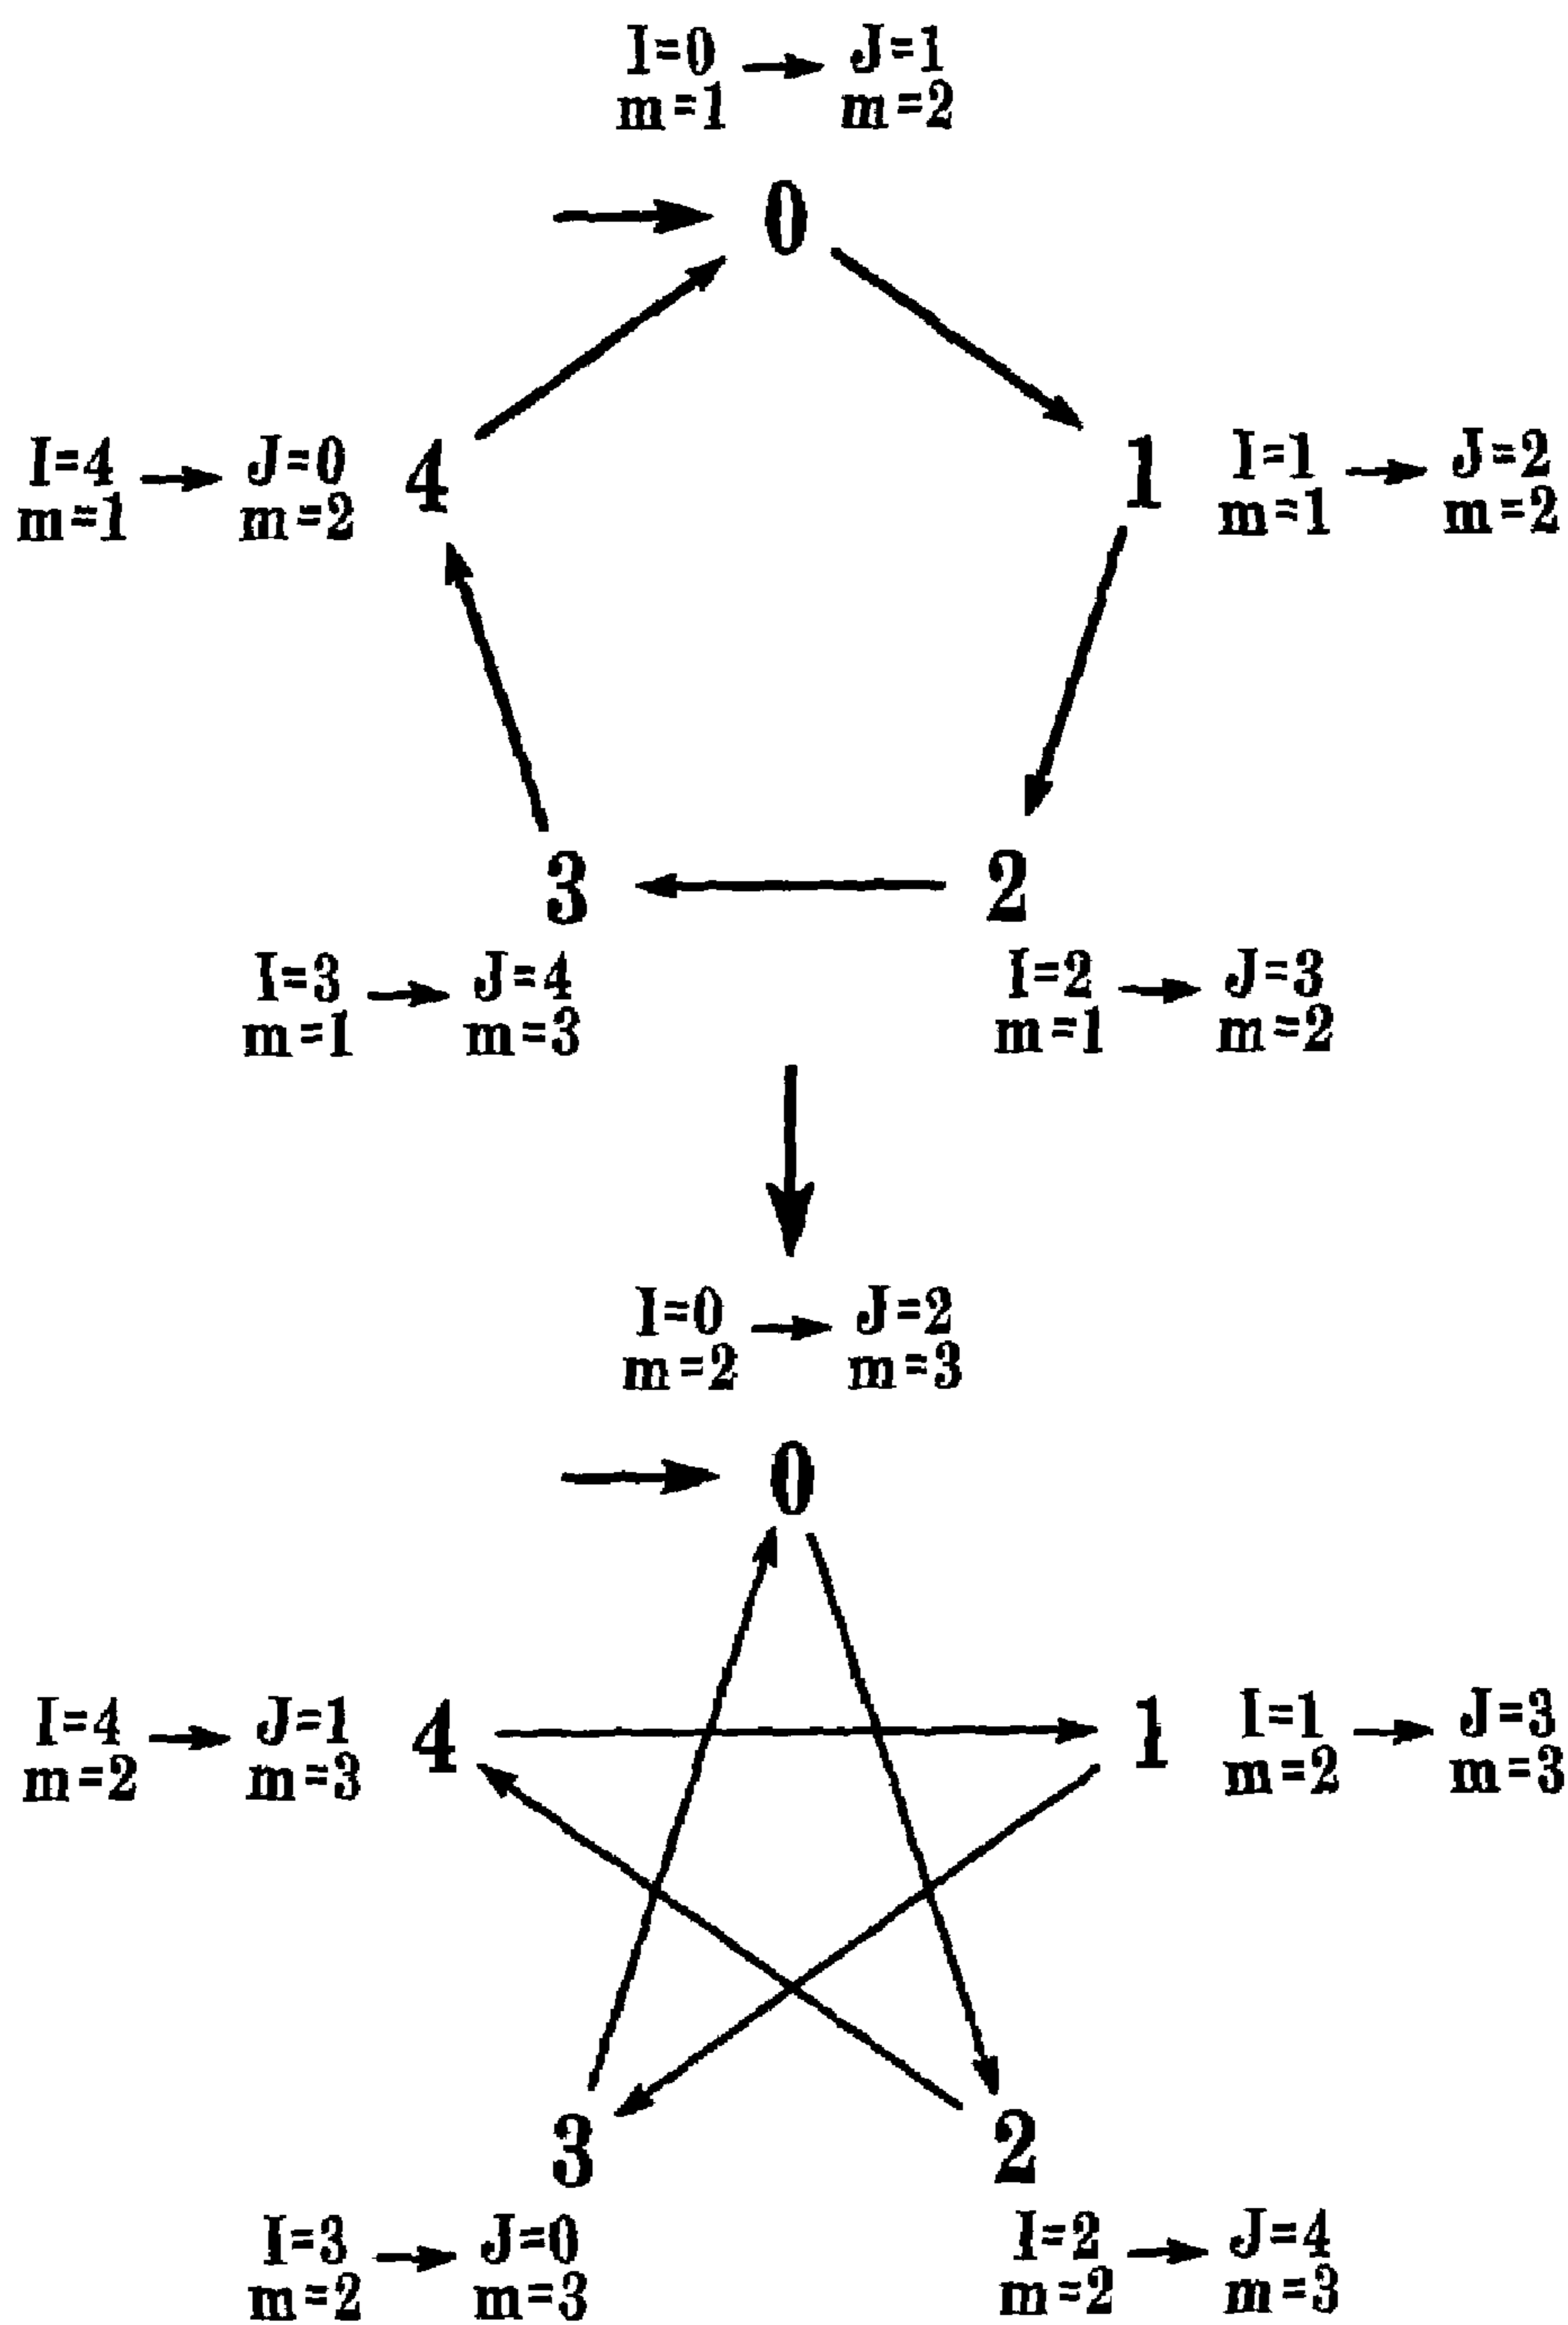 I=0 → J=1
m=1 m=2
0
4
I=4 → J=0
m=1 m=2
1
I=1 → J=2
m=1 m=2
3
2
I=3 → J=4
m=1 m=3
I=2 → J=3
m=1 m=2
I=0 → J=2
m=2 m=3
0
I=4 → J=1
m=2 m=3
4
1
I=1 → J=3
m=2 m=3
3
2
I=3 → J=0
m=2 m=3
I=2 → J=4
m=2 m=3